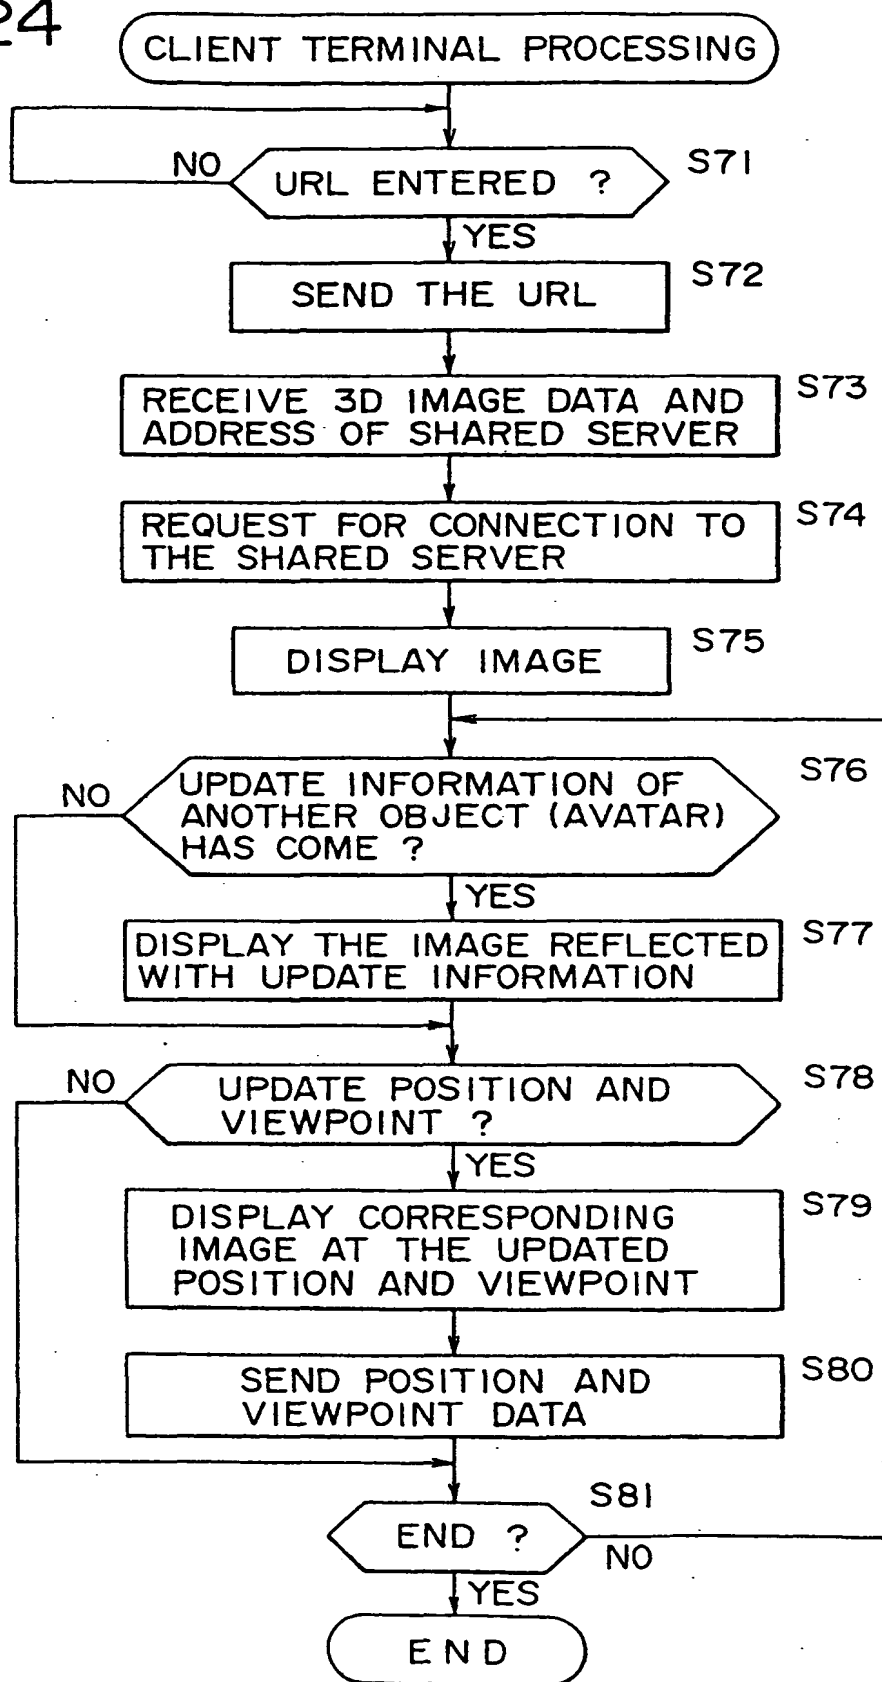 24
CLIENT TERMINAL PROCESSING
NO
URL ENTERED ?
S71
YES
SEND THE URL
S72
RECEIVE 3D IMAGE DATA AND
ADDRESS OF SHARED SERVER
S73
REQUEST FOR CONNECTION TO
THE SHARED SERVER
S74
DISPLAY IMAGE
S75
NO
UPDATE INFORMATION OF
ANOTHER OBJECT (AVATAR)
HAS COME ?
S76
YES
DISPLAY THE IMAGE REFLECTED
WITH UPDATE INFORMATION
S77
NO
UPDATE POSITION AND
VIEWPOINT ?
S78
YES
DISPLAY CORRESPONDING
IMAGE AT THE UPDATED
POSITION AND VIEWPOINT
S79
SEND POSITION AND
VIEWPOINT DATA
S80
S81
END ?
NO
YES
END